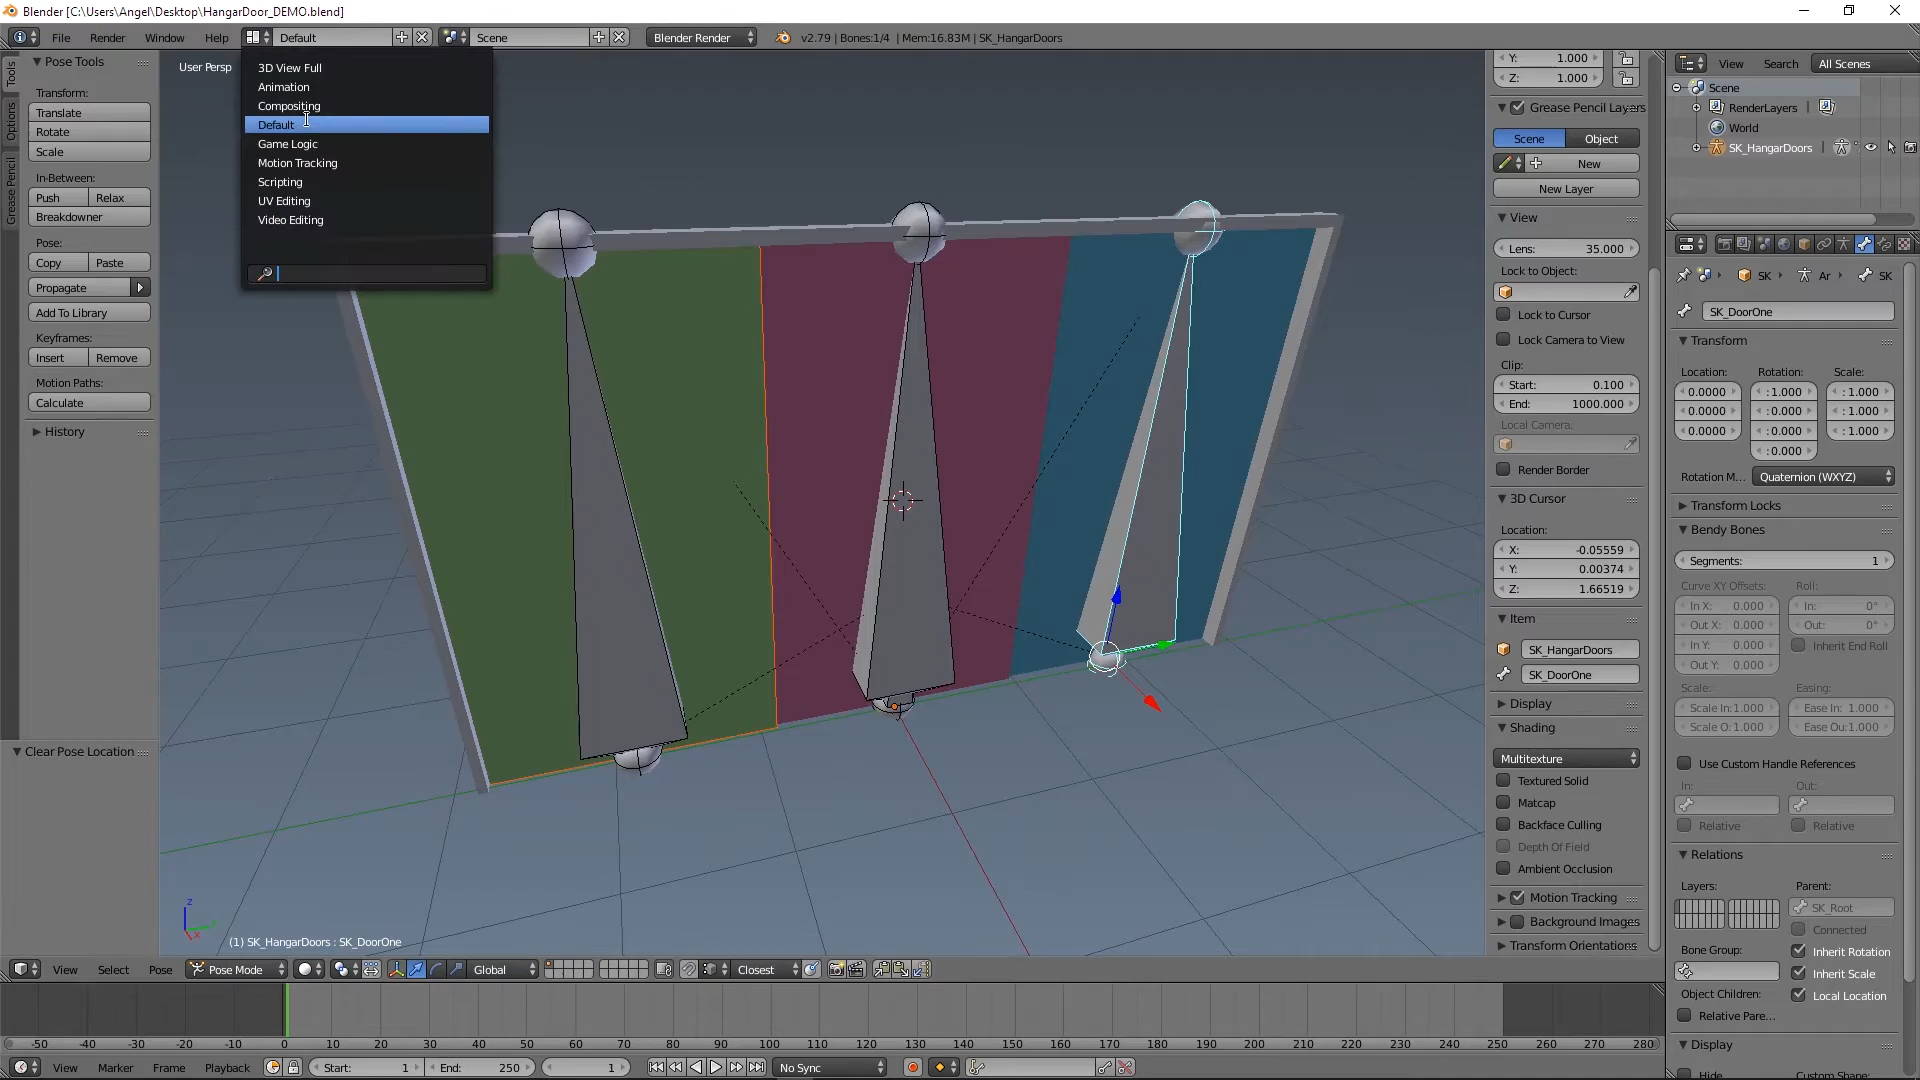 Blender [C:\Users\Angel\Desktop\HangarDoor_DEMO.blend]
File Render Window Help Default Scene Blender Render v2.79 | Bones:1/4 | Mem:16.83M | SK_HangarDoors
Tools
Options
Grease Pencil
Pose Tools
Transform:
Translate
Rotate
Scale
In-Between:
Push Relax
Breakdowner
Pose:
Copy Paste
Propagate
Add To Library
Keyframes:
Insert Remove
Motion Paths:
Calculate
History
Clear Pose Location
User Persp
3D View Full
Animation
Compositing
Default
Game Logic
Motion Tracking
Scripting
UV Editing
Video Editing
(1) SK_HangarDoors : SK_DoorOne
Y: 1.000
Z: 1.000
Grease Pencil Layers
Scene Object
New
New Layer
View
Lens: 35.000
Lock to Object:
Lock to Cursor
Lock Camera to View
Clip:
Start: 0.100
End: 1000.000
Local Camera:
Render Border
3D Cursor
Location:
X: -0.05559
Y: 0.00374
Z: 1.66519
Item
SK_HangarDoors
SK_DoorOne
Display
Shading
Multitexture
Textured Solid
Matcap
Backface Culling
Depth Of Field
Ambient Occlusion
Motion Tracking
Background Images
Transform Orientations
View Search All Scenes
Scene
RenderLayers
World
SK_HangarDoors
SK Ar SK
SK_DoorOne
Transform
Location: Rotation: Scale:
0.0000 :1.000 :1.000
0.0000 :0.000 :1.000
0.0000 :0.000 :1.000
:0.000
Rotation M... Quaternion (WXYZ)
Transform Locks
Bendy Bones
Segments: 1
Curve XY Offsets: Roll:
In X: 0.000 In: 0°
Out X: 0.000 Out: 0°
In Y: 0.000 Inherit End Roll
Out Y: 0.000
Scale: Easing:
Scale In:1.000 Ease In: 1.000
Scale O: 1.000 Ease Ou:1.000
Use Custom Handle References
In: Out:
Relative Relative
Relations
Layers: Parent:
SK_Root
Connected
Bone Group: Inherit Rotation
Inherit Scale
Object Children: Local Location
Relative Pare...
Display
Hide Custom Shape:
View Select Pose Pose Mode Global Closest
-50 -40 -30 -20 -10 0 10 20 30 40 50 60 70 80 90 100 110 120 130 140 150 160 170 180 190 200 210 220 230 240 250 260 270 280
View Marker Frame Playback Start: 1 End: 250 1 No Sync